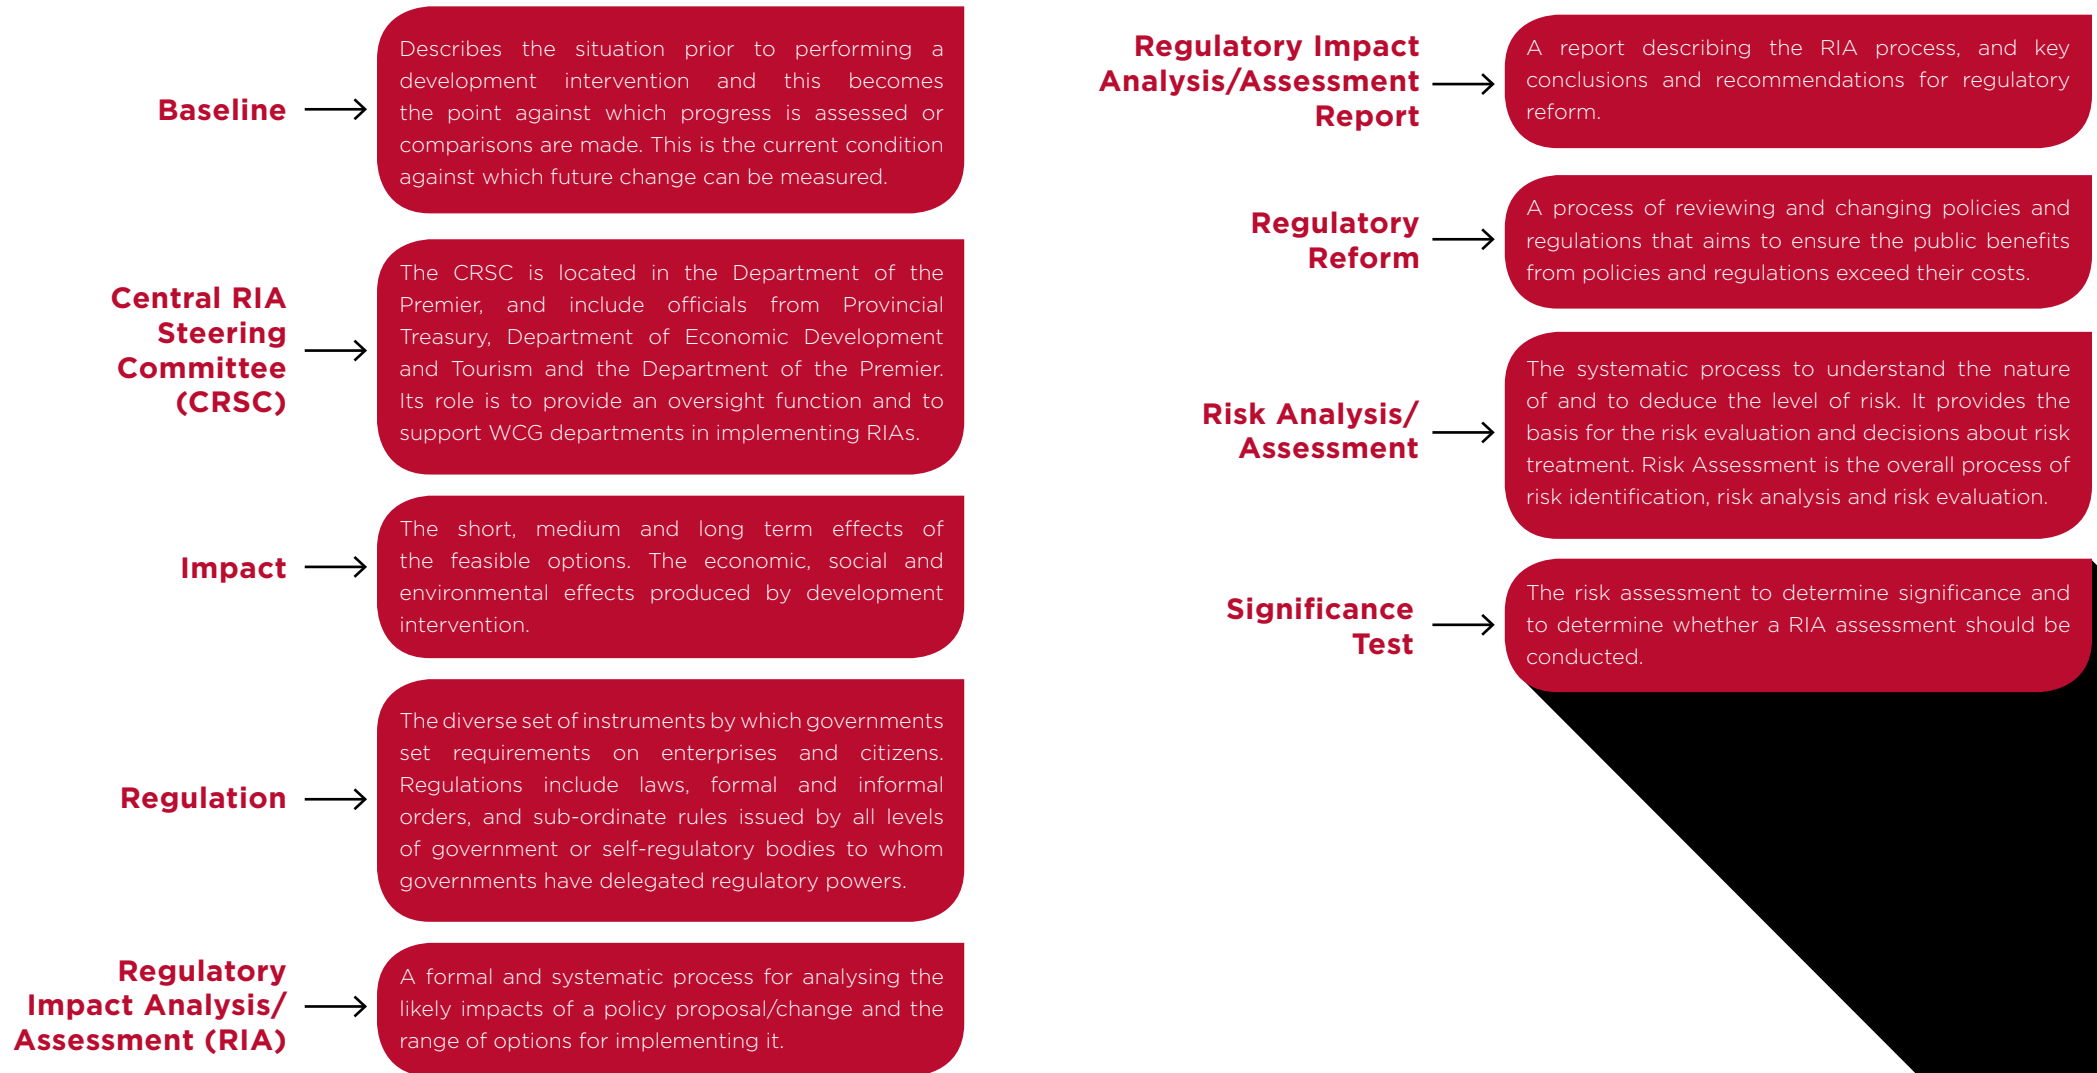 Baseline
Describes the situation prior to performing a
development intervention and this becomes
the point against which progress is assessed or
comparisons are made. This is the current condition
against which future change can be measured.
Central RIA
Steering
Committee
(CRSC)
The CRSC is located in the Department of the
Premier, and include officials from Provincial
Treasury, Department of Economic Development
and Tourism and the Department of the Premier.
Its role is to provide an oversight function and to
support WCG departments in implementing RIAs.
Impact
The short, medium and long term effects of
the feasible options. The economic, social and
environmental effects produced by development
intervention.
Regulation
The diverse set of instruments by which governments
set requirements on enterprises and citizens.
Regulations include laws, formal and informal
orders, and sub-ordinate rules issued by all levels
of government or self-regulatory bodies to whom
governments have delegated regulatory powers.
Regulatory
Impact Analysis/
Assessment (RIA)
A formal and systematic process for analysing the
likely impacts of a policy proposal/change and the
range of options for implementing it.
Regulatory Impact
Analysis/Assessment
Report
A report describing the RIA process, and key
conclusions and recommendations for regulatory
reform.
Regulatory
Reform
A process of reviewing and changing policies and
regulations that aims to ensure the public benefits
from policies and regulations exceed their costs.
Risk Analysis/
Assessment
The systematic process to understand the nature
of and to deduce the level of risk. It provides the
basis for the risk evaluation and decisions about risk
treatment. Risk Assessment is the overall process of
risk identification, risk analysis and risk evaluation.
Significance
Test
The risk assessment to determine significance and
to determine whether a RIA assessment should be
conducted.